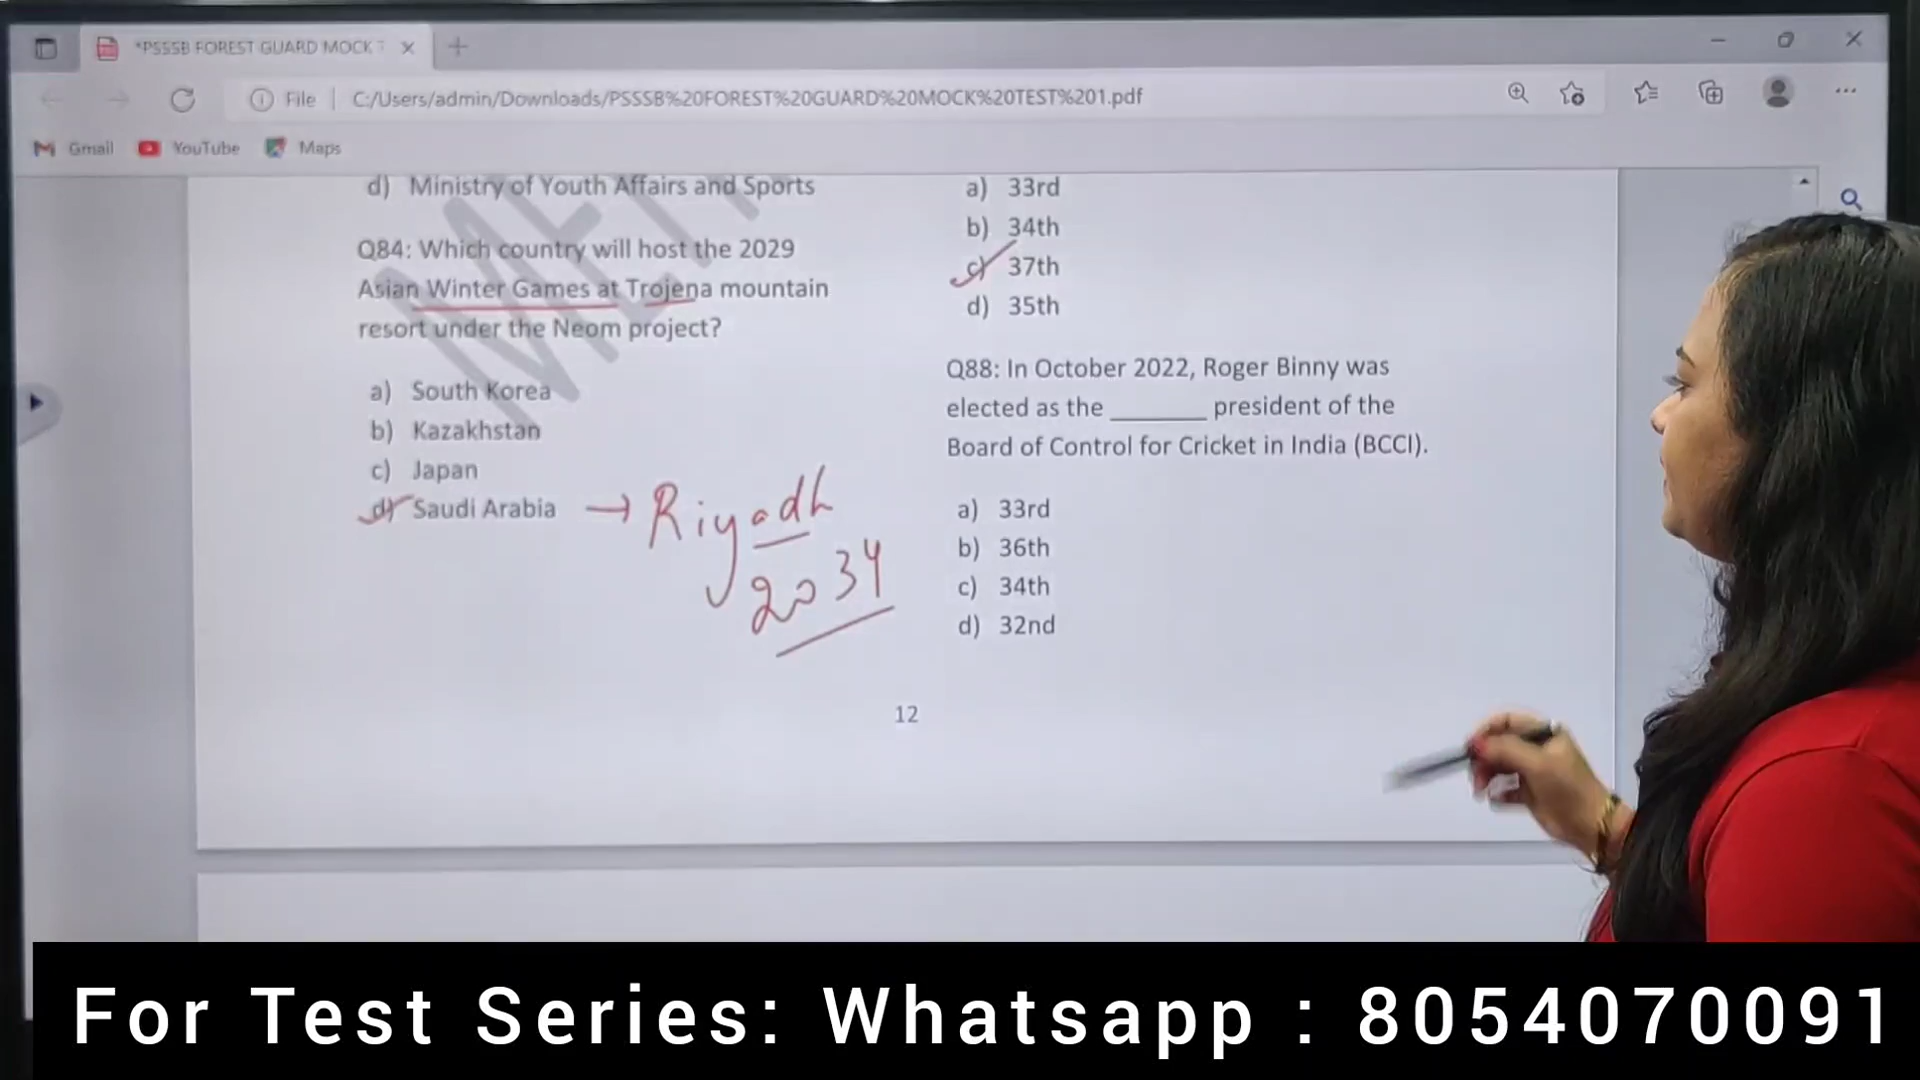 *PSSSB FOREST GUARD MOCK T
File
C:/Users/admin/Downloads/PSSSB%20FOREST%20GUARD%20MOCK%20TEST%201.pdf
Gmail
YouTube
Maps
d) Ministry of Youth Affairs and Sports
Q84: Which country will host the 2029
Asian Winter Games at Trojena mountain
resort under the Neom project?
a) South Korea
b) Kazakhstan
c) Japan
d) Saudi Arabia → Riyadh
2034
a) 33rd
b) 34th
c) 37th
d) 35th
Q88: In October 2022, Roger Binny was
elected as the ________ president of the
Board of Control for Cricket in India (BCCI).
a) 33rd
b) 36th
c) 34th
d) 32nd
12
For Test Series: Whatsapp : 8054070091